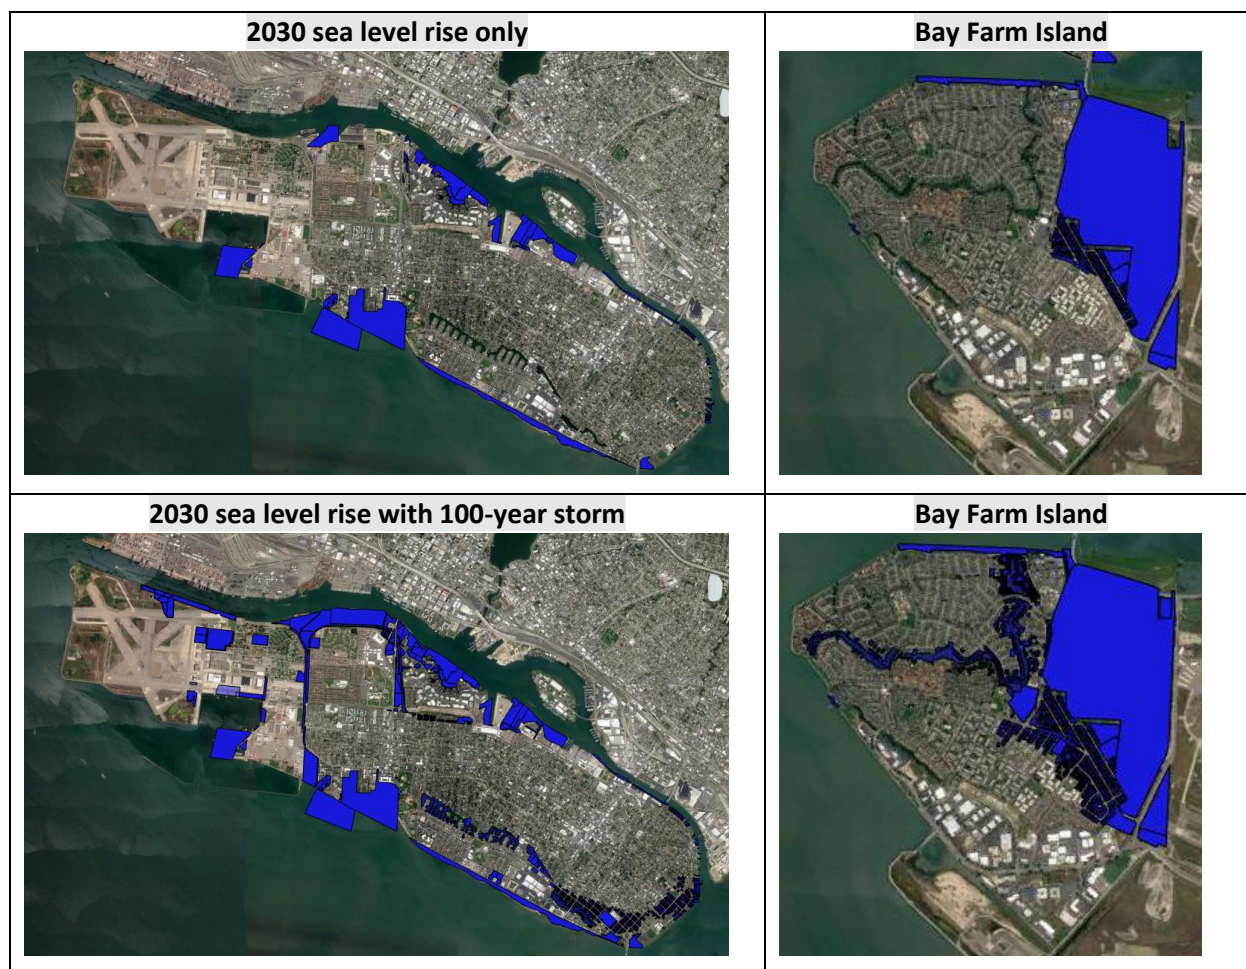 2030 sea level rise only
Bay Farm Island
2030 sea level rise with 100-year storm
Bay Farm Island